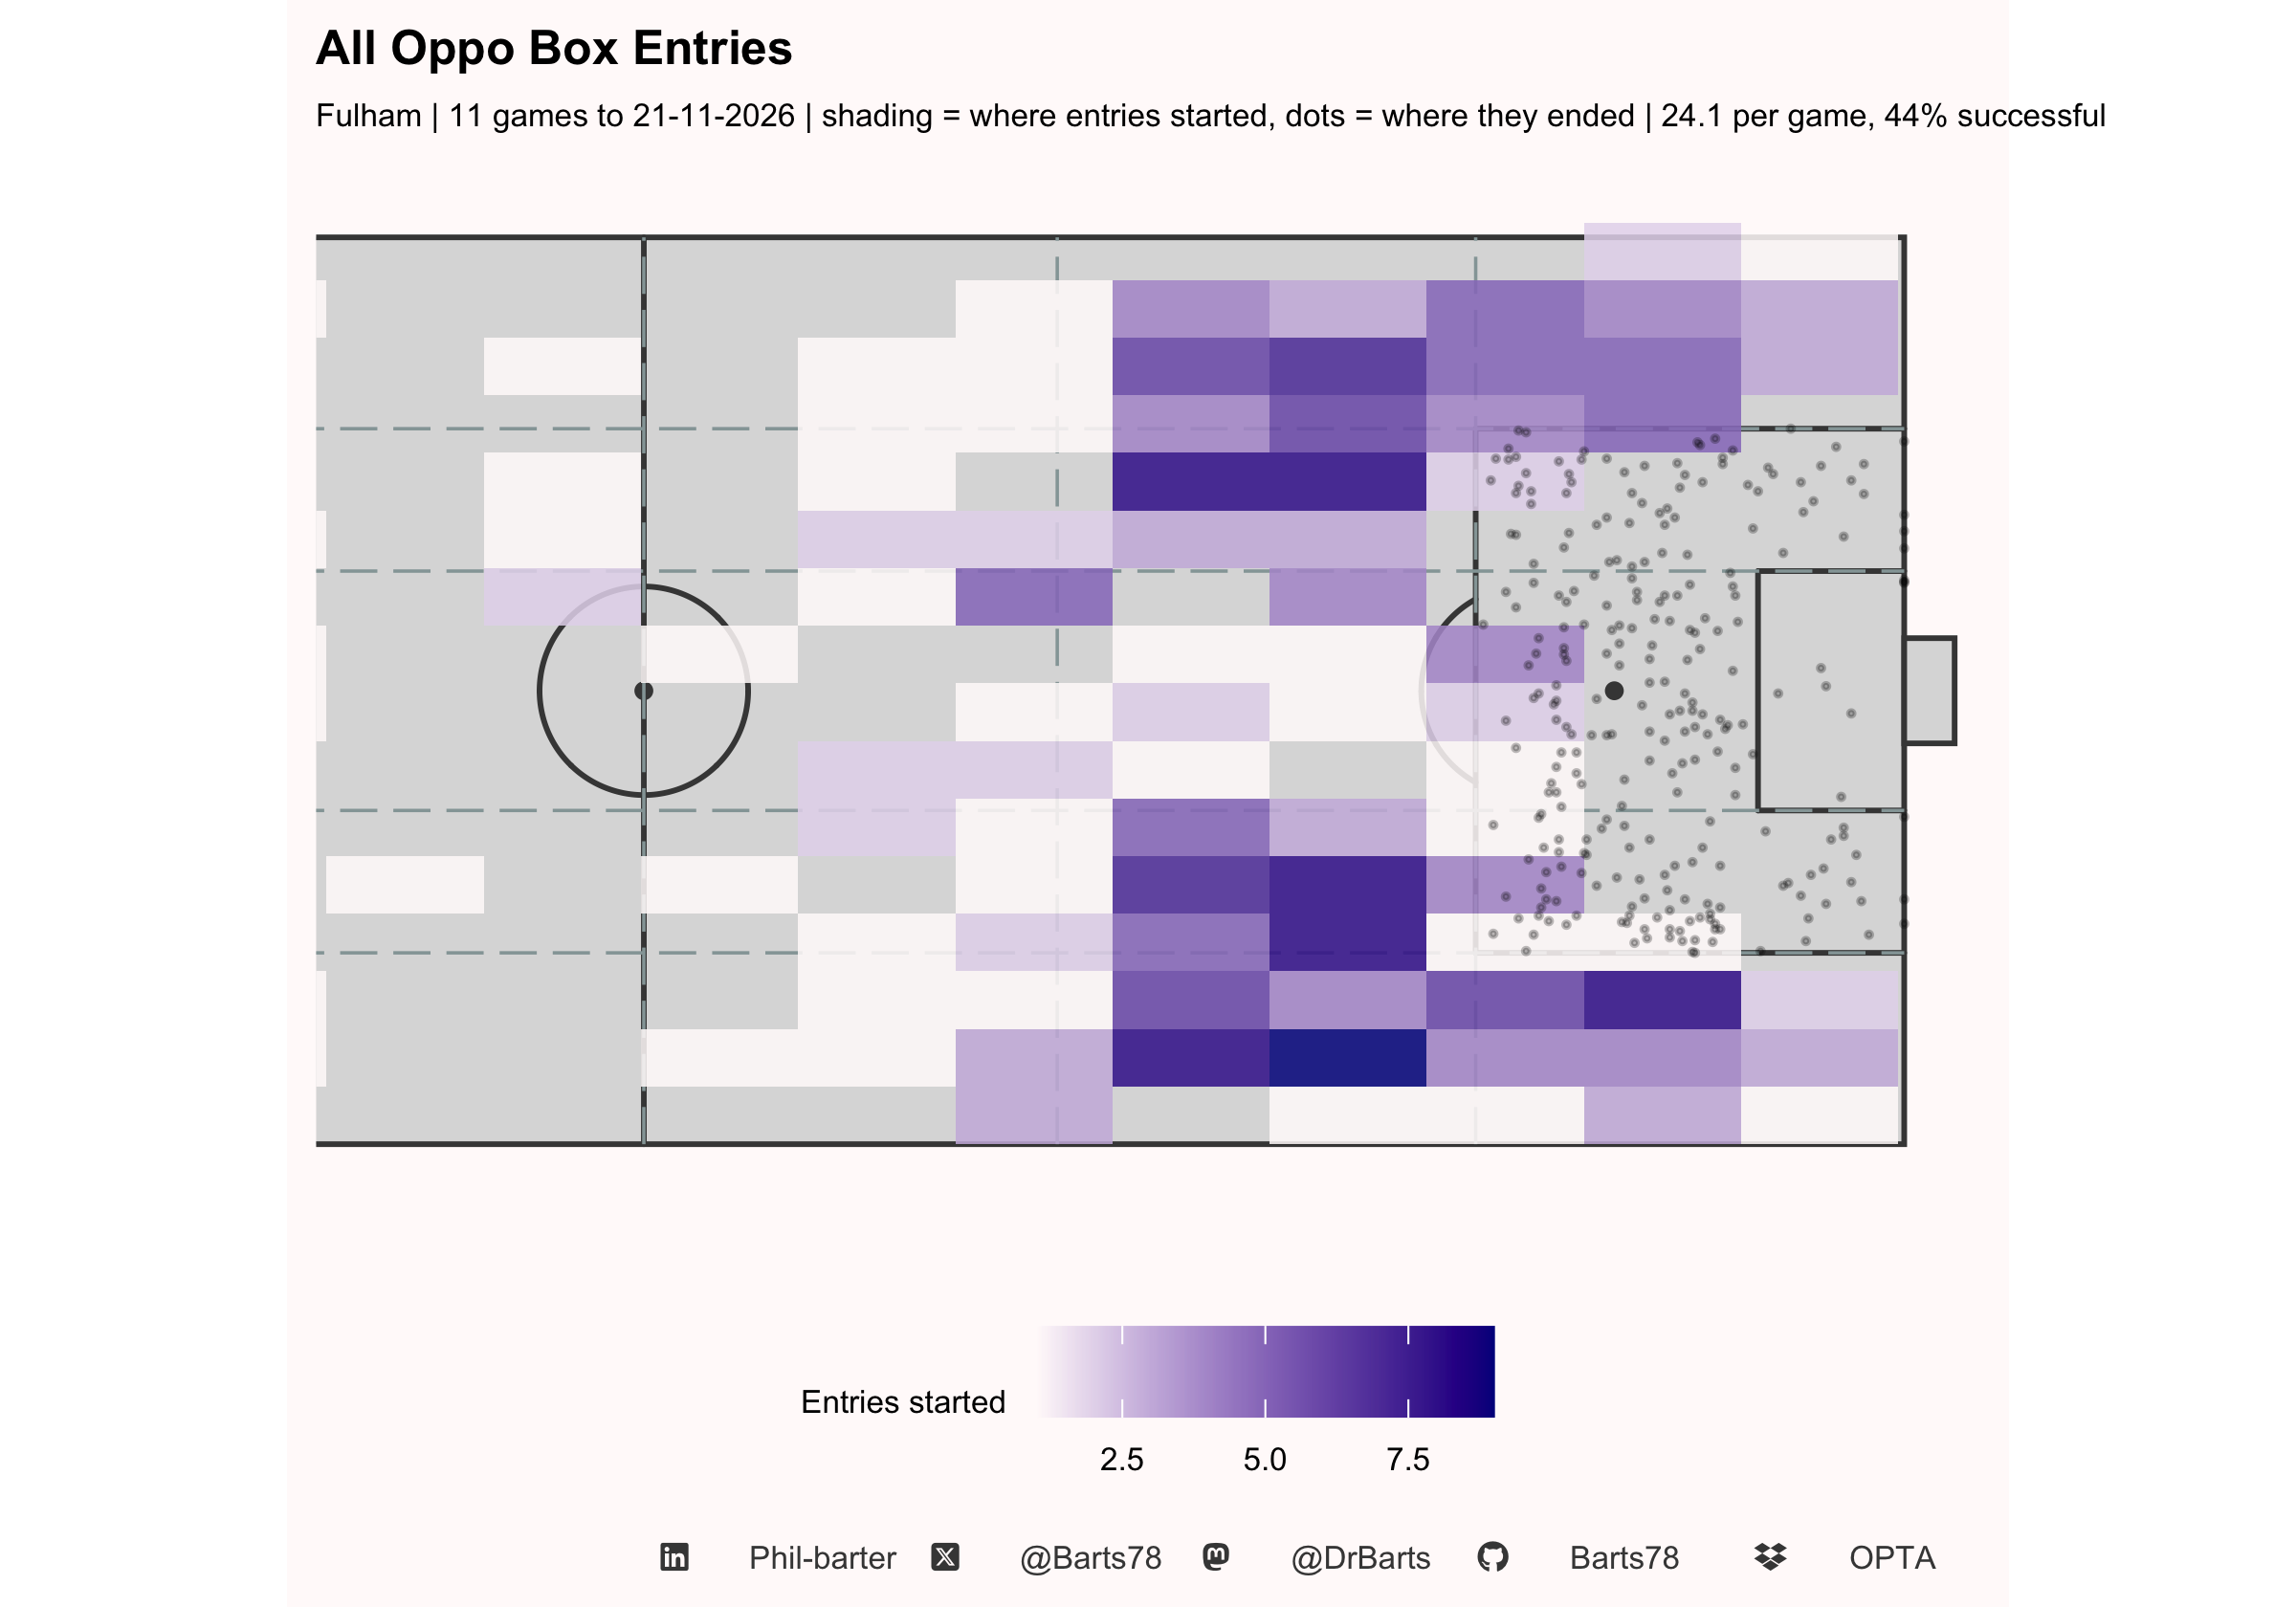 All Oppo Box Entries
Fulham | 11 games to 21-11-2026 | shading = where entries started, dots = where they ended | 24.1 per game, 44% successful
Entries started
2.5 5.0 7.5
Phil-barter @Barts78 @DrBarts Barts78 OPTA